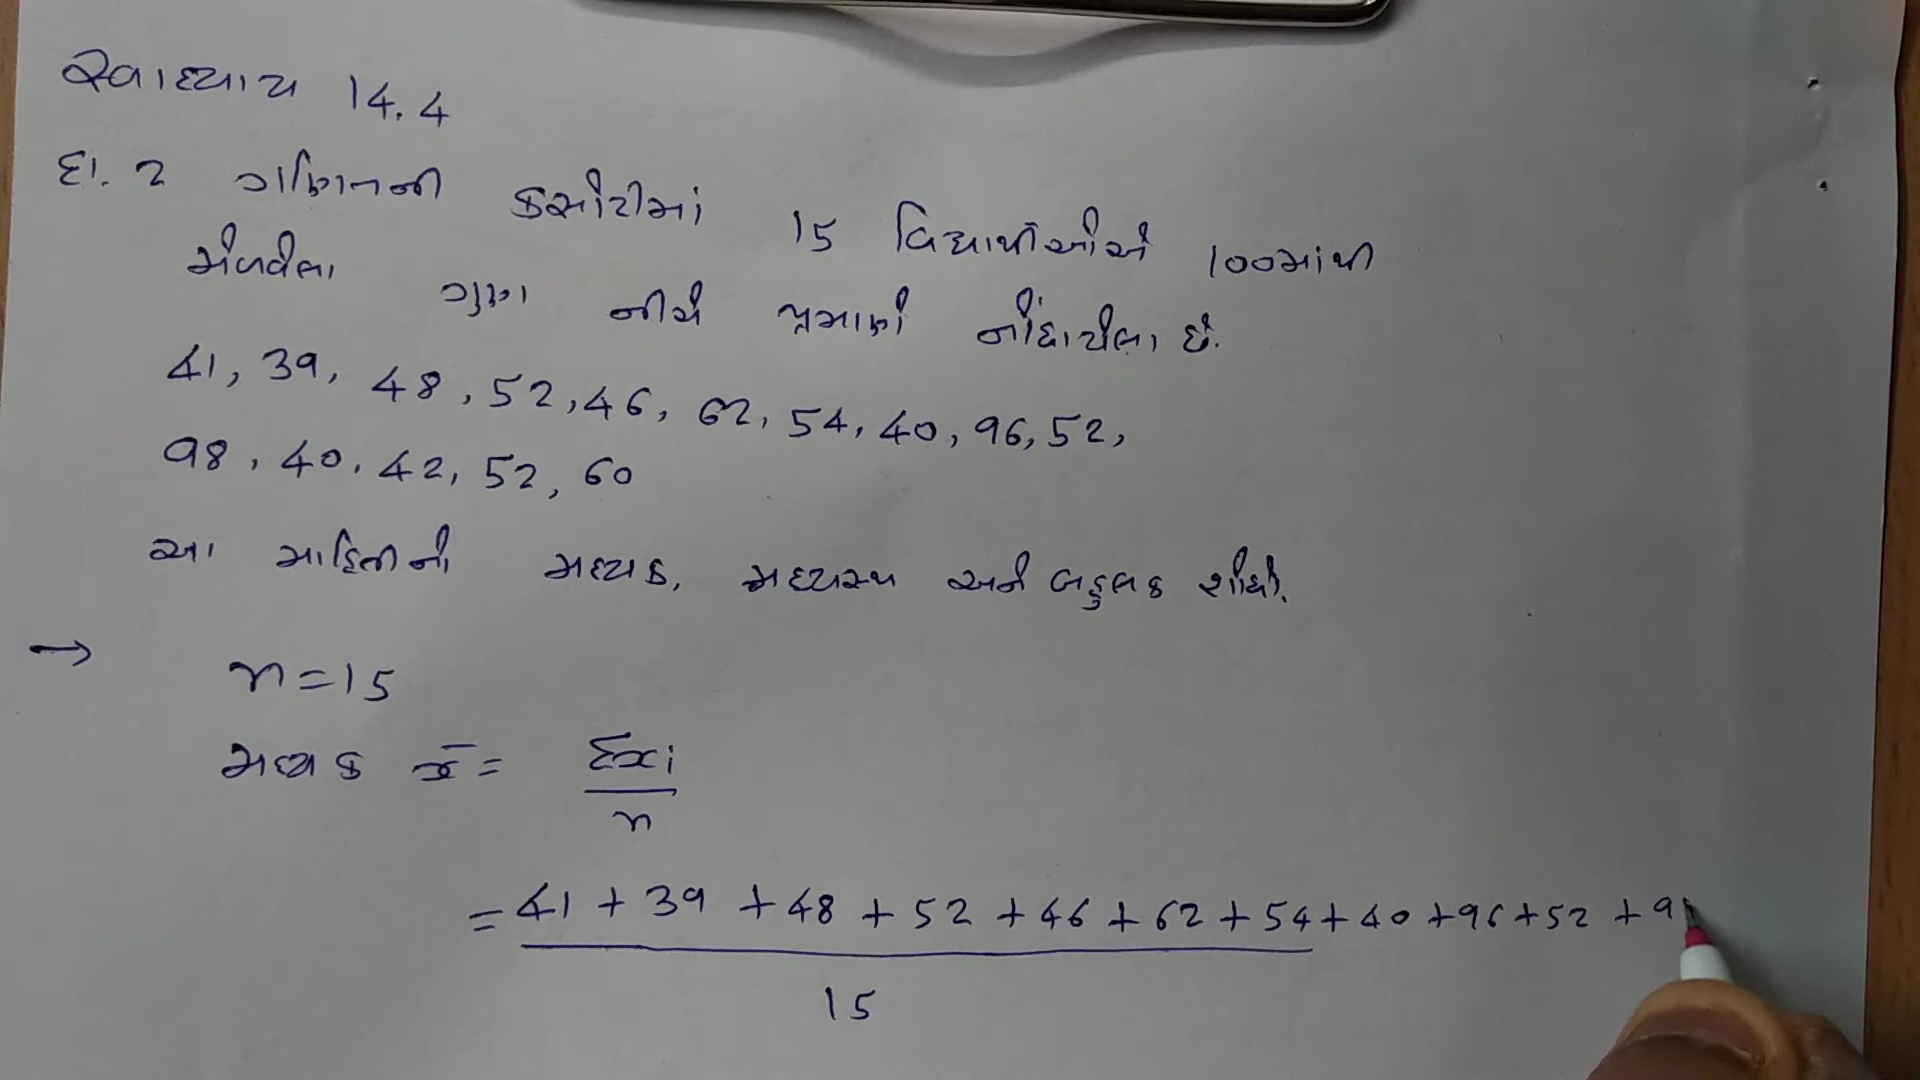 સ્વાધ્યાય 14.4
દા. 2 ગણિતની કસોટીમાં 15 વિદ્યાર્થીઓએ 100માંથી
મેળવેલા ગુણ નીચે પ્રમાણે નોંધાયેલા છે.
41, 39, 48, 52, 46, 62, 54, 40, 96, 52,
98, 40, 42, 52, 60
આ માહિતીનો મધ્યક, મધ્યસ્થ અને બહુલક શોધો.
→ n=15
મધ્યક x̄ = Σxi
n
= 41 + 39 + 48 + 52 + 46 + 62 + 54 + 40 + 96 + 52 + 9
15